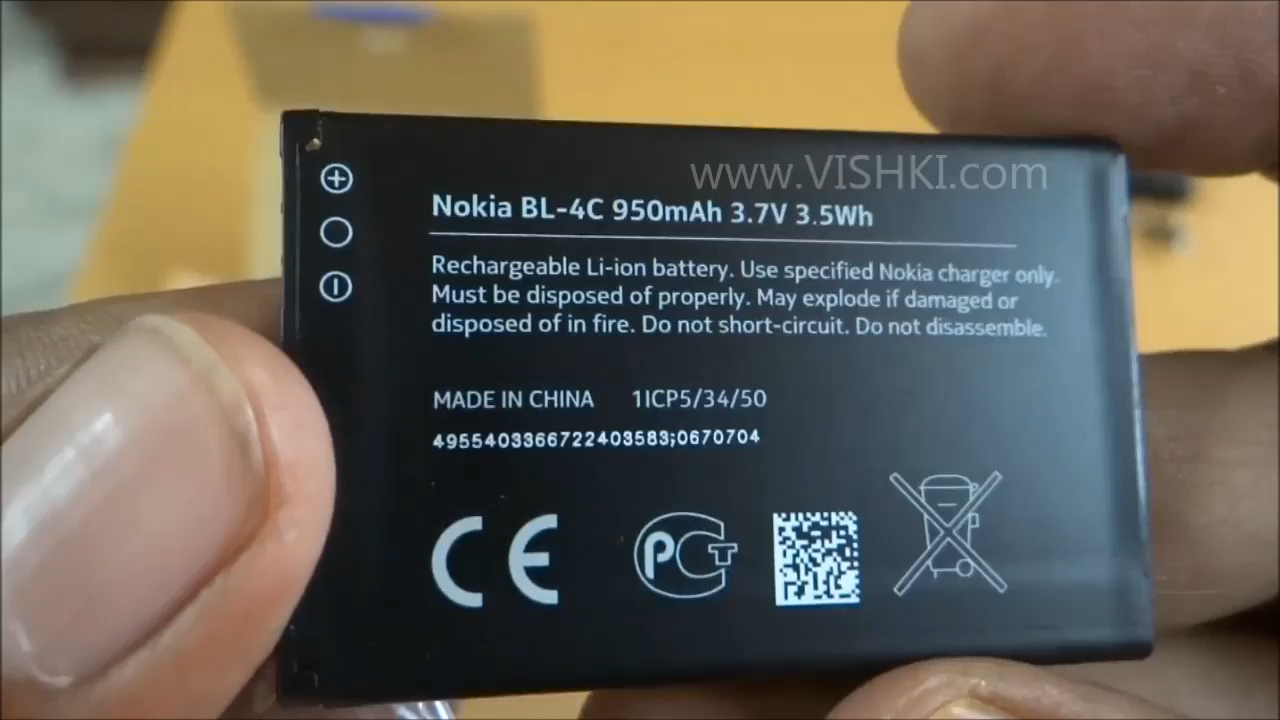 www.VISHKI.com
Nokia BL-4C 950mAh 3.7V 3.5Wh
Rechargeable Li-ion battery. Use specified Nokia charger only.
Must be disposed of properly. May explode if damaged or
disposed of in fire. Do not short-circuit. Do not disassemble.
MADE IN CHINA 1ICP5/34/50
4955403366722403583;0670704
CE
PCT